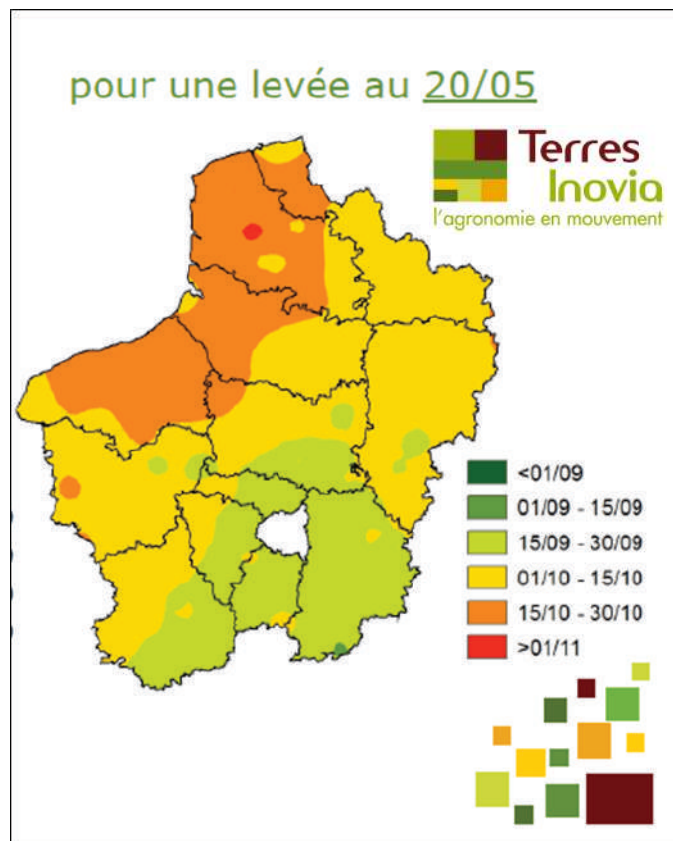 pour une levée au 20/05
Terres
Inovia
l'agronomie en mouvement
<01/09
01/09 - 15/09
15/09 - 30/09
01/10 - 15/10
15/10 - 30/10
>01/11